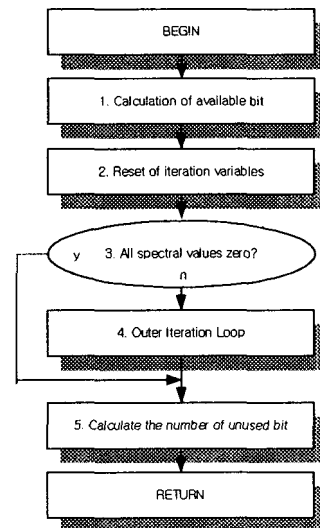 BEGIN
1. Calculation of available bit
2. Reset of iteration variables
3. All spectral values zero?
y
n
4. Outer Iteration Loop
5. Calculate the number of unused bit
RETURN